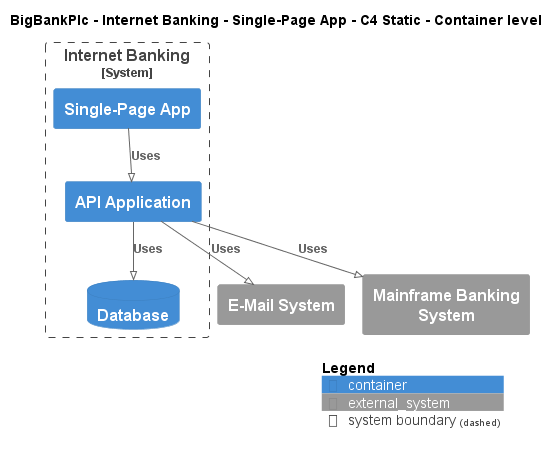 BigBankPlc - Internet Banking - Single-Page App - C4 Static - Container level
Internet Banking
[System]
Single-Page App
Uses
API Application
Uses
Uses
Uses
Database
E-Mail System
Mainframe Banking
System
Legend
container
external_system
system boundary (dashed)